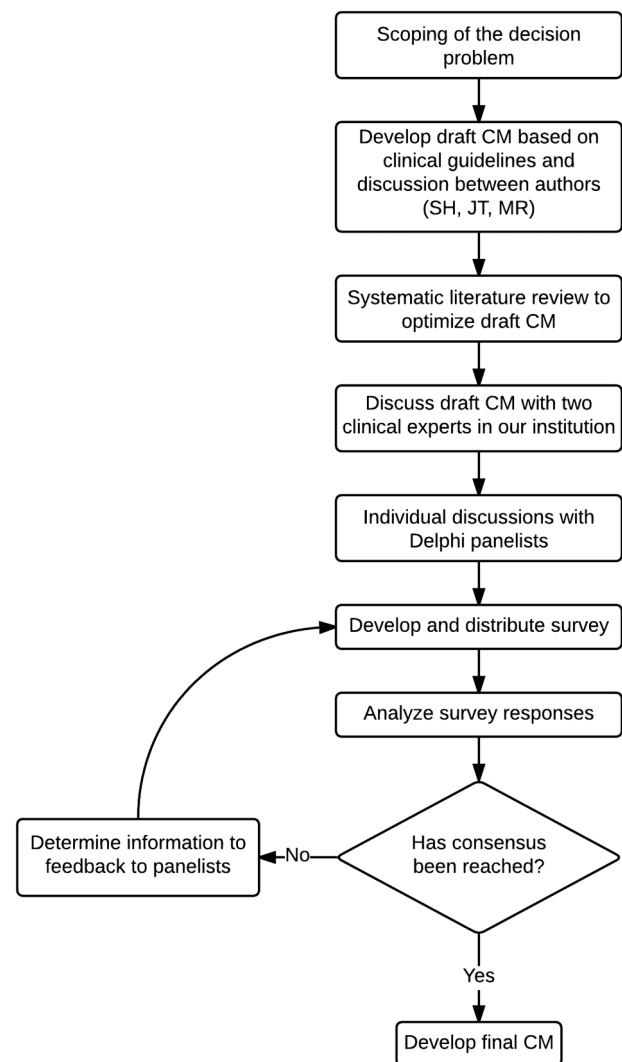 Scoping of the decision
problem
Develop draft CM based on
clinical guidelines and
discussion between authors
(SH, JT, MR)
Systematic literature review to
optimize draft CM
Discuss draft CM with two
clinical experts in our institution
Individual discussions with
Delphi panelists
Develop and distribute survey
Analyze survey responses
Has consensus
been reached?
No
Determine information to
feedback to panelists
Yes
Develop final CM